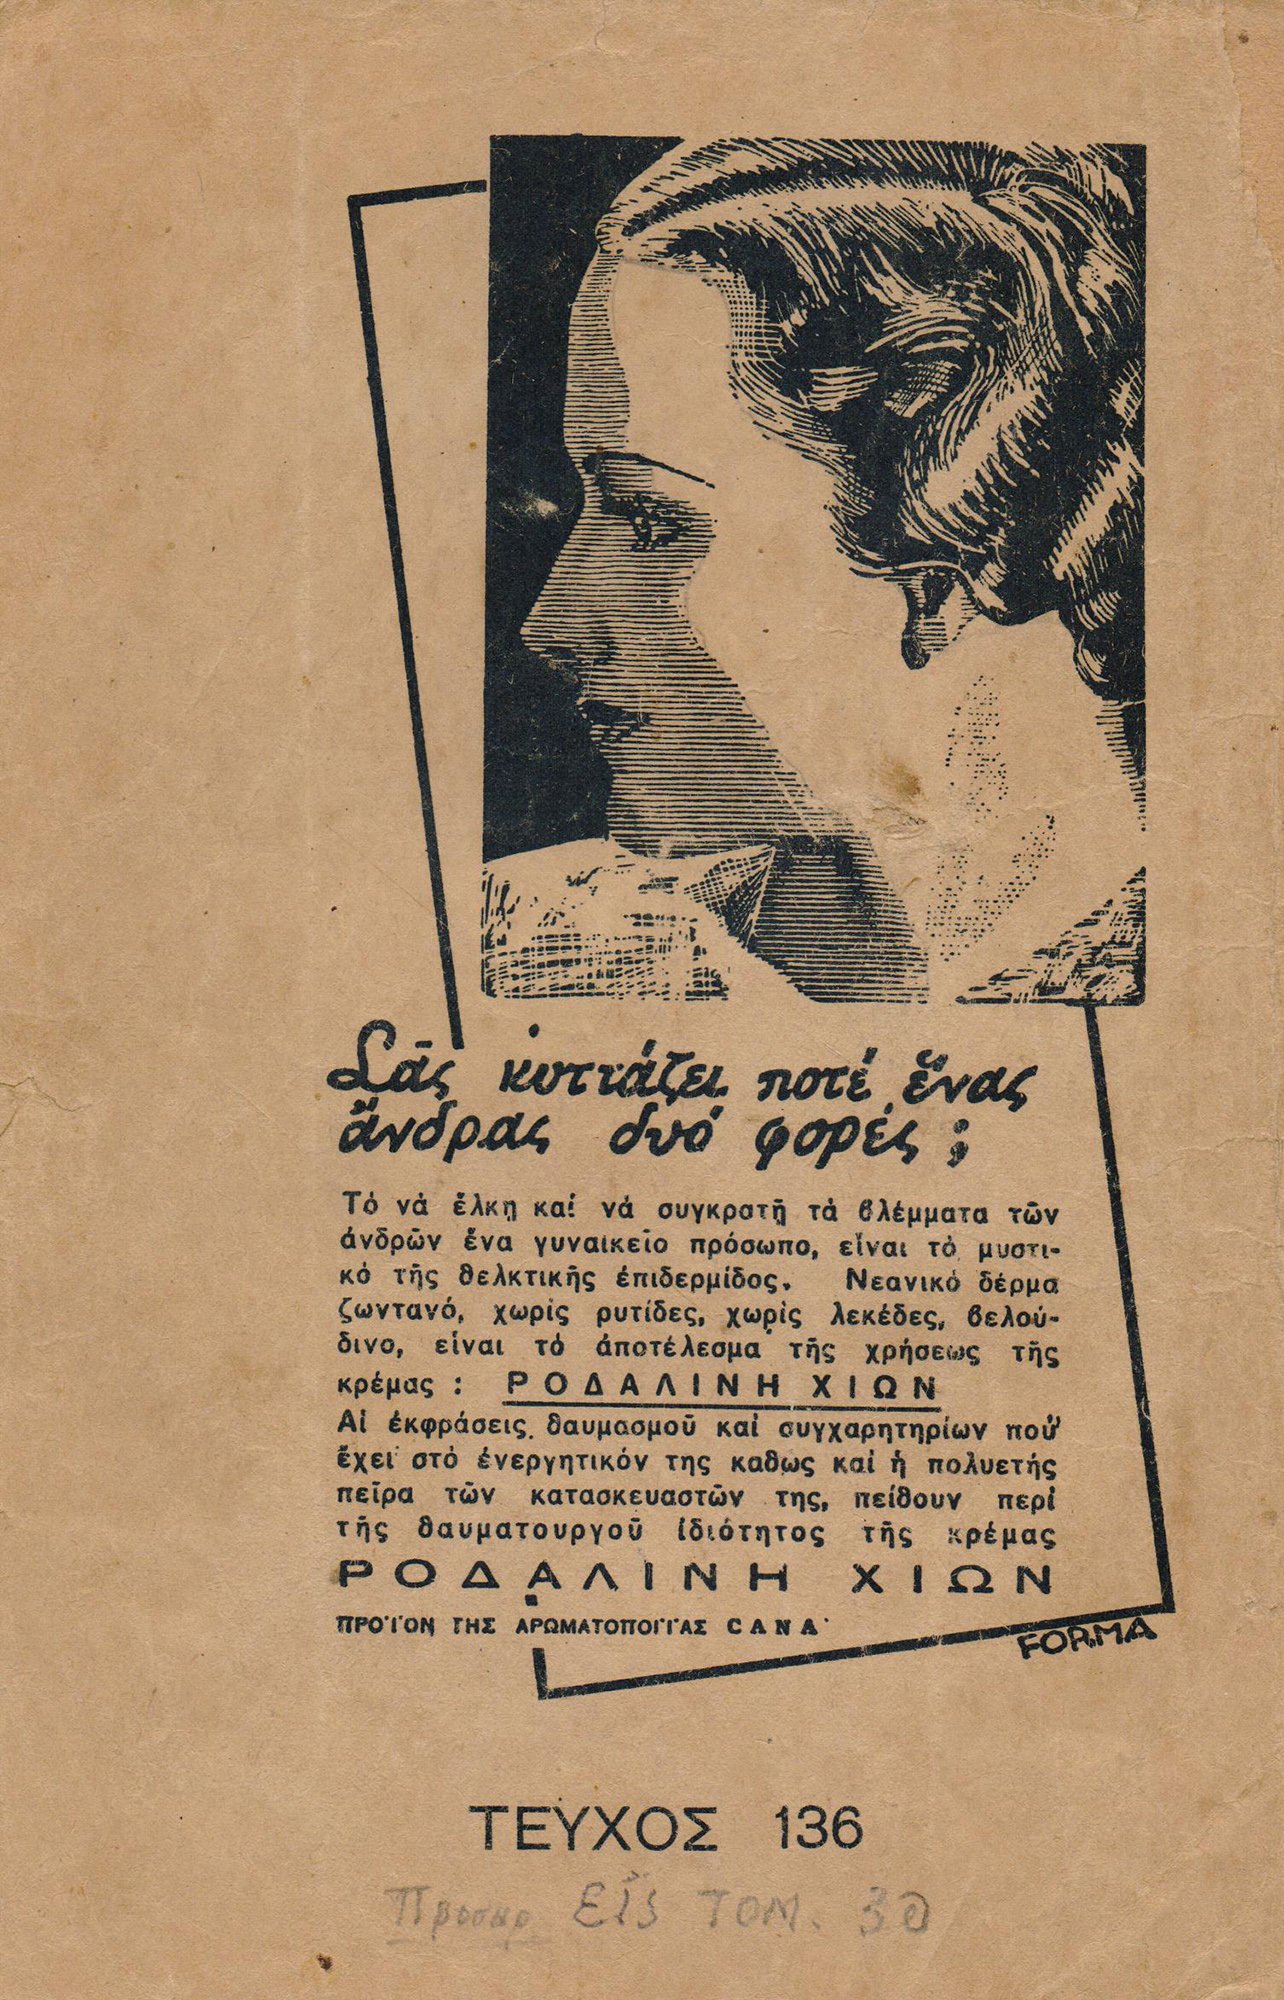 Σᾶς κυττάζει ποτέ ἕνας
ἄνδρας δυό φορές ;
Τό νά ἕλκῃ καί νά συγκρατῇ τά βλέμματα τῶν
ἀνδρῶν ἕνα γυναικεῖο πρόσωπο, εἶναι τό μυστι-
κό τῆς θελκτικῆς ἐπιδερμίδος. Νεανικό δέρμα
ζωντανό, χωρίς ρυτίδες, χωρίς λεκέδες, βελού-
δινο, εἶναι τό ἀποτέλεσμα τῆς χρήσεως τῆς
κρέμας : ΡΟΔΑΛΙΝΗ ΧΙΩΝ
Αἱ ἐκφράσεις θαυμασμοῦ καί συγχαρητηρίων πού
ἔχει στό ἐνεργητικόν της καθώς καί ἡ πολυετής
πεῖρα τῶν κατασκευαστῶν της, πείθουν περί
τῆς θαυματουργοῦ ἰδιότητος τῆς κρέμας
ΡΟΔΑΛΙΝΗ ΧΙΩΝ
ΠΡΟΪΟΝ ΤΗΣ ΑΡΩΜΑΤΟΠΟΙΪΑΣ CANA
FORMA
ΤΕΥΧΟΣ 136
Εἰς ΤΟΜ. 30